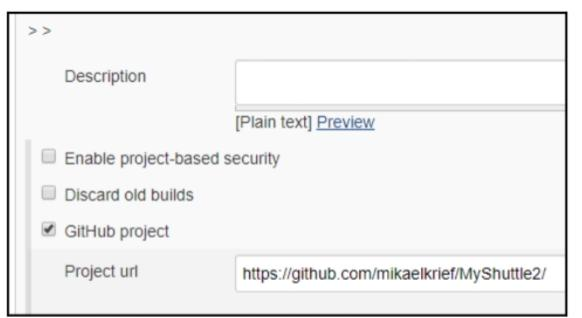 > >
Description
[Plain text] Preview
Enable project-based security
Discard old builds
GitHub project
Project url https://github.com/mikaelkrief/MyShuttle2/